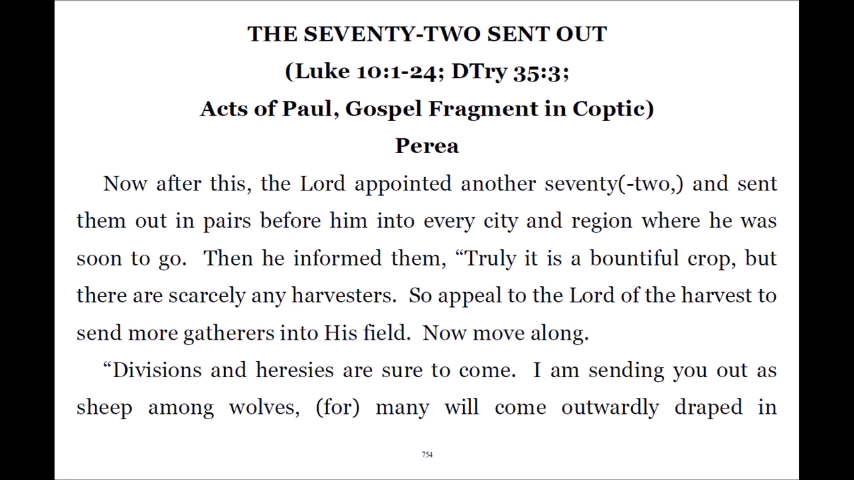 THE SEVENTY-TWO SENT OUT
(Luke 10:1-24; DTry 35:3;
Acts of Paul, Gospel Fragment in Coptic)
Perea
Now after this, the Lord appointed another seventy(-two,) and sent
them out in pairs before him into every city and region where he was
soon to go.  Then he informed them, “Truly it is a bountiful crop, but
there are scarcely any harvesters.  So appeal to the Lord of the harvest to
send more gatherers into His field.  Now move along.
“Divisions and heresies are sure to come.  I am sending you out as
sheep among wolves, (for) many will come outwardly draped in
754